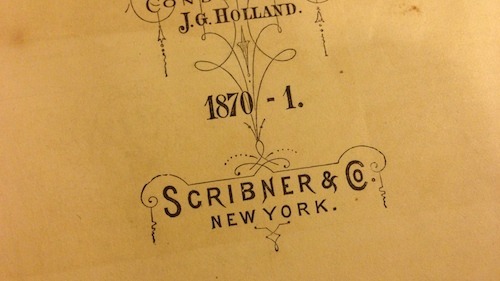 J.G. HOLLAND.
1870-1.
SCRIBNER & CO.
NEW YORK.